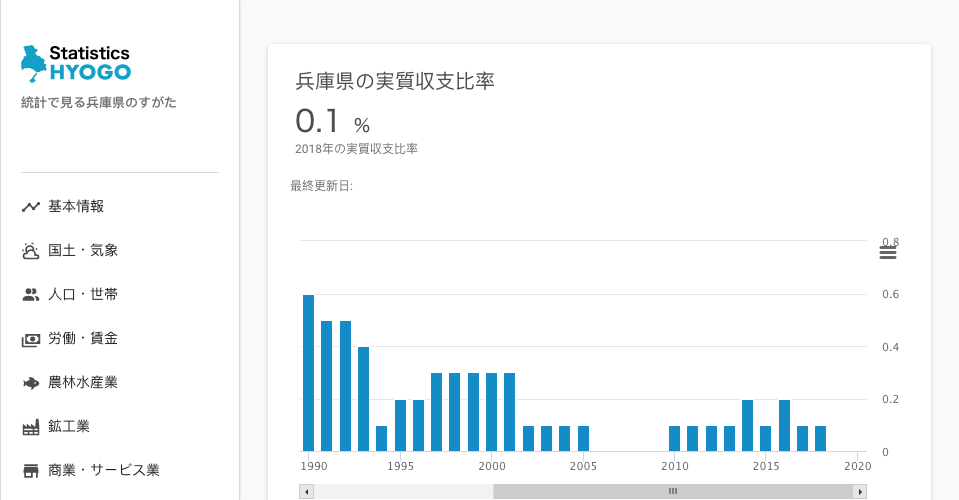 Statistics
HYOGO
統計で見る兵庫県のすがた
基本情報
国土・気象
人口・世帯
労働・賃金
農林水産業
鉱工業
商業・サービス業
兵庫県の実質収支比率
0.1 %
2018年の実質収支比率
最終更新日:
0.8
0.6
0.4
0.2
0
1990 1995 2000 2005 2010 2015 2020